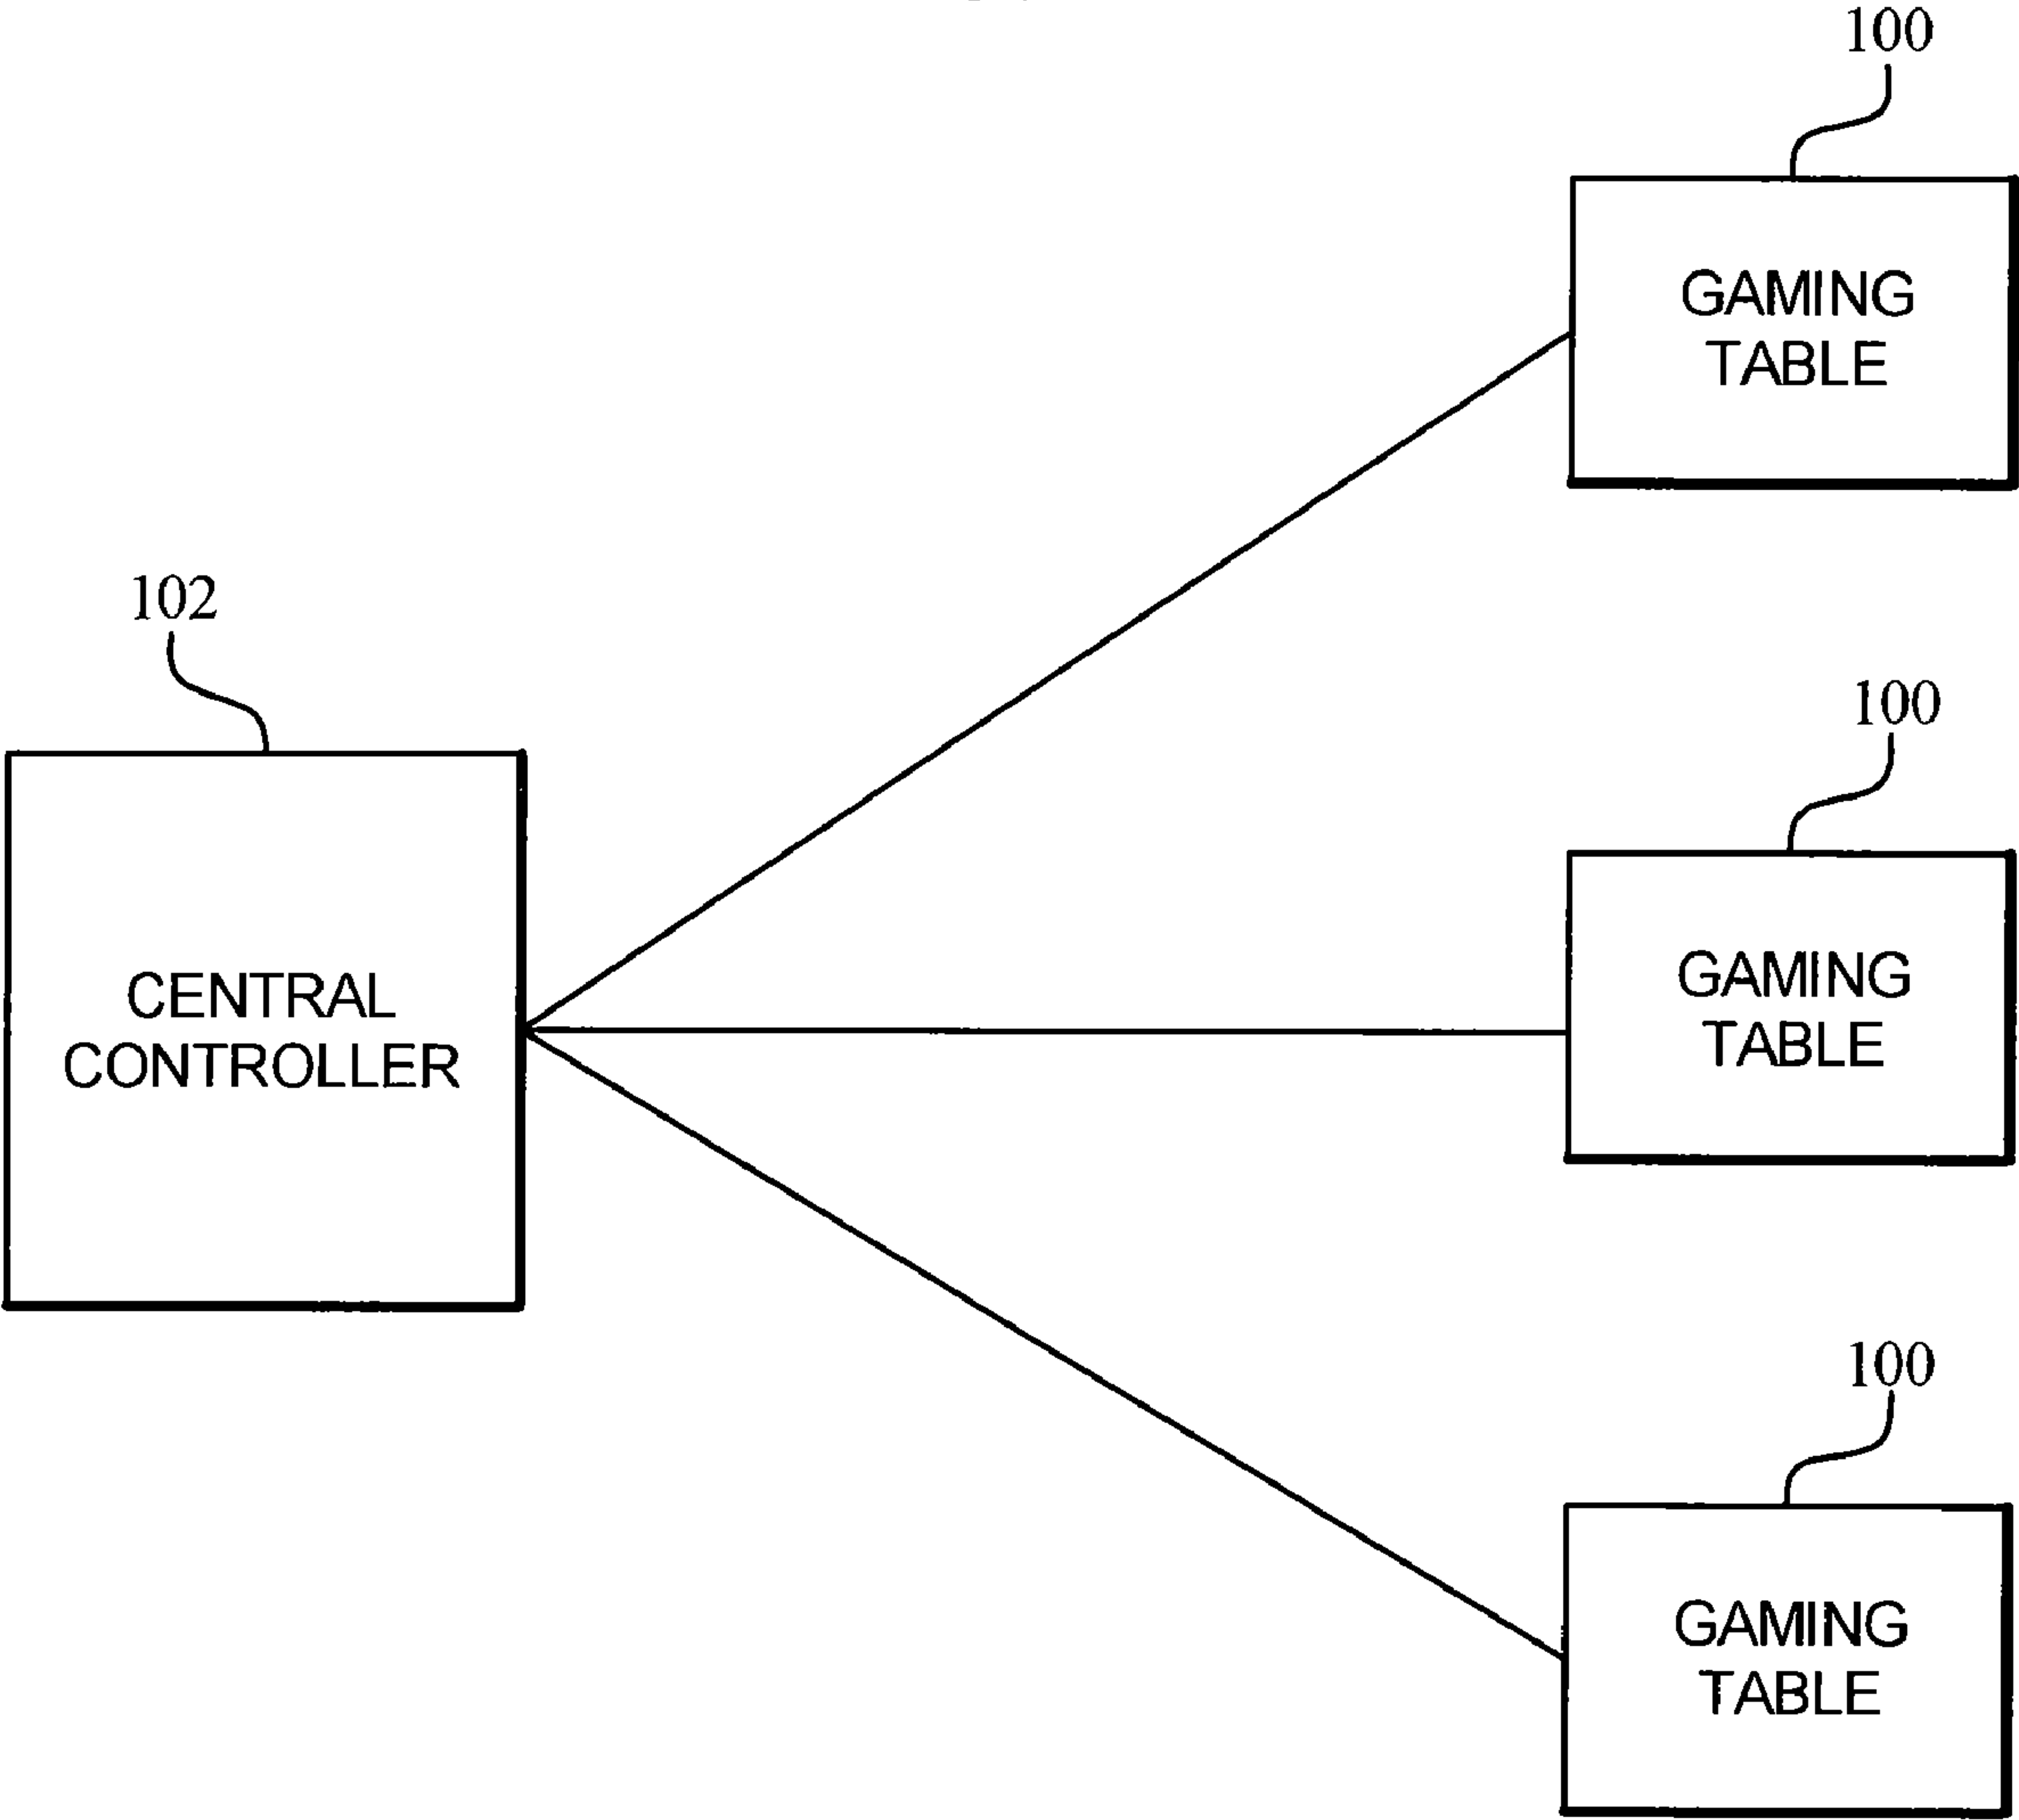 100
GAMING
TABLE
102
100
CENTRAL
CONTROLLER
GAMING
TABLE
100
GAMING
TABLE